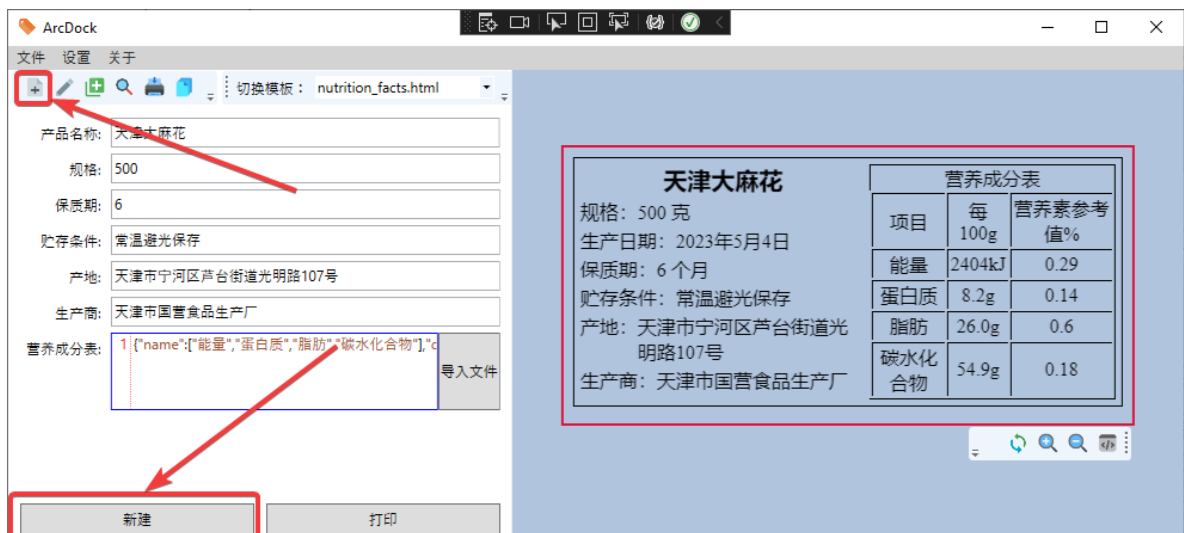 ArcDock
文件 设置 关于
切换模板： nutrition_facts.html
产品名称: 天津大麻花
规格: 500
保质期: 6
贮存条件: 常温避光保存
产地: 天津市宁河区芦台街道光明路107号
生产商: 天津市国营食品生产厂
营养成分表: 1 {"name":["能量","蛋白质","脂肪","碳水化合物"],"c
导入文件
新建 打印
天津大麻花
规格：500 克
生产日期：2023年5月4日
保质期：6 个月
贮存条件：常温避光保存
产地：天津市宁河区芦台街道光
明路107号
生产商：天津市国营食品生产厂
营养成分表
项目 每100g 营养素参考值%
能量 2404kJ 0.29
蛋白质 8.2g 0.14
脂肪 26.0g 0.6
碳水化合物 54.9g 0.18